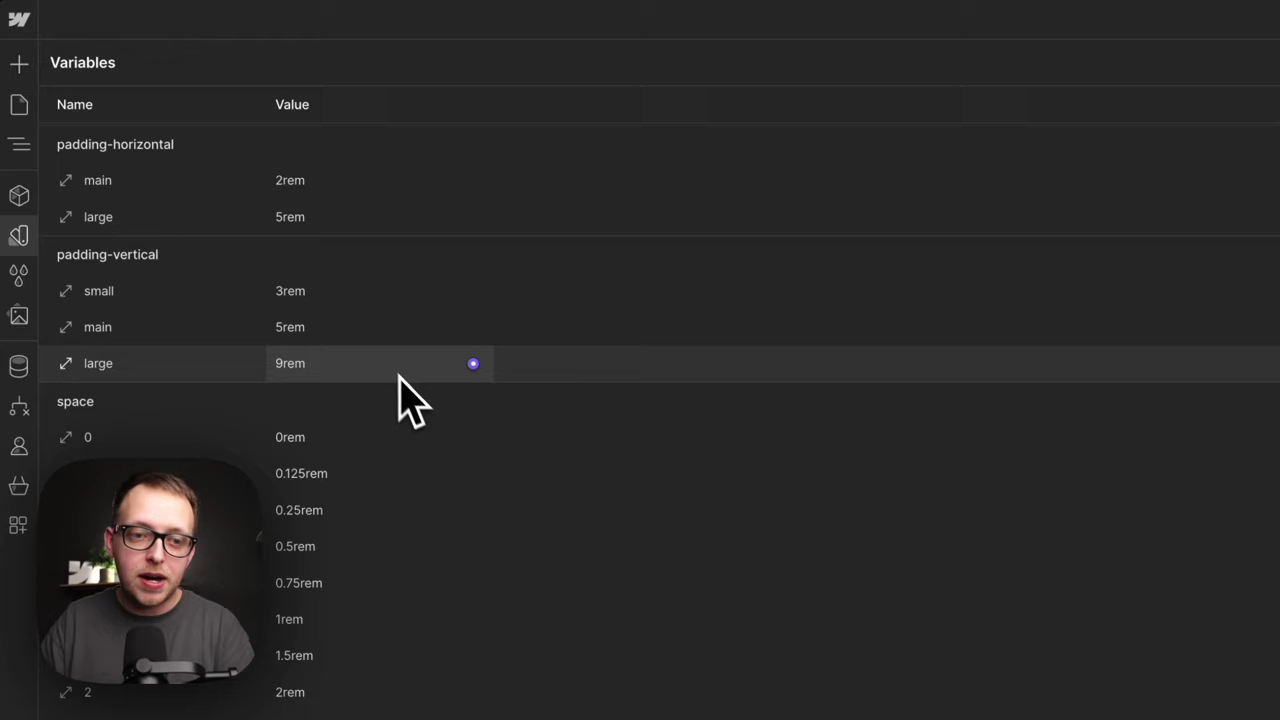 Variables
Name Value
padding-horizontal
main 2rem
large 5rem
padding-vertical
small 3rem
main 5rem
large 9rem
space
0 0rem
0.125rem
0.25rem
0.5rem
0.75rem
1rem
1.5rem
2 2rem